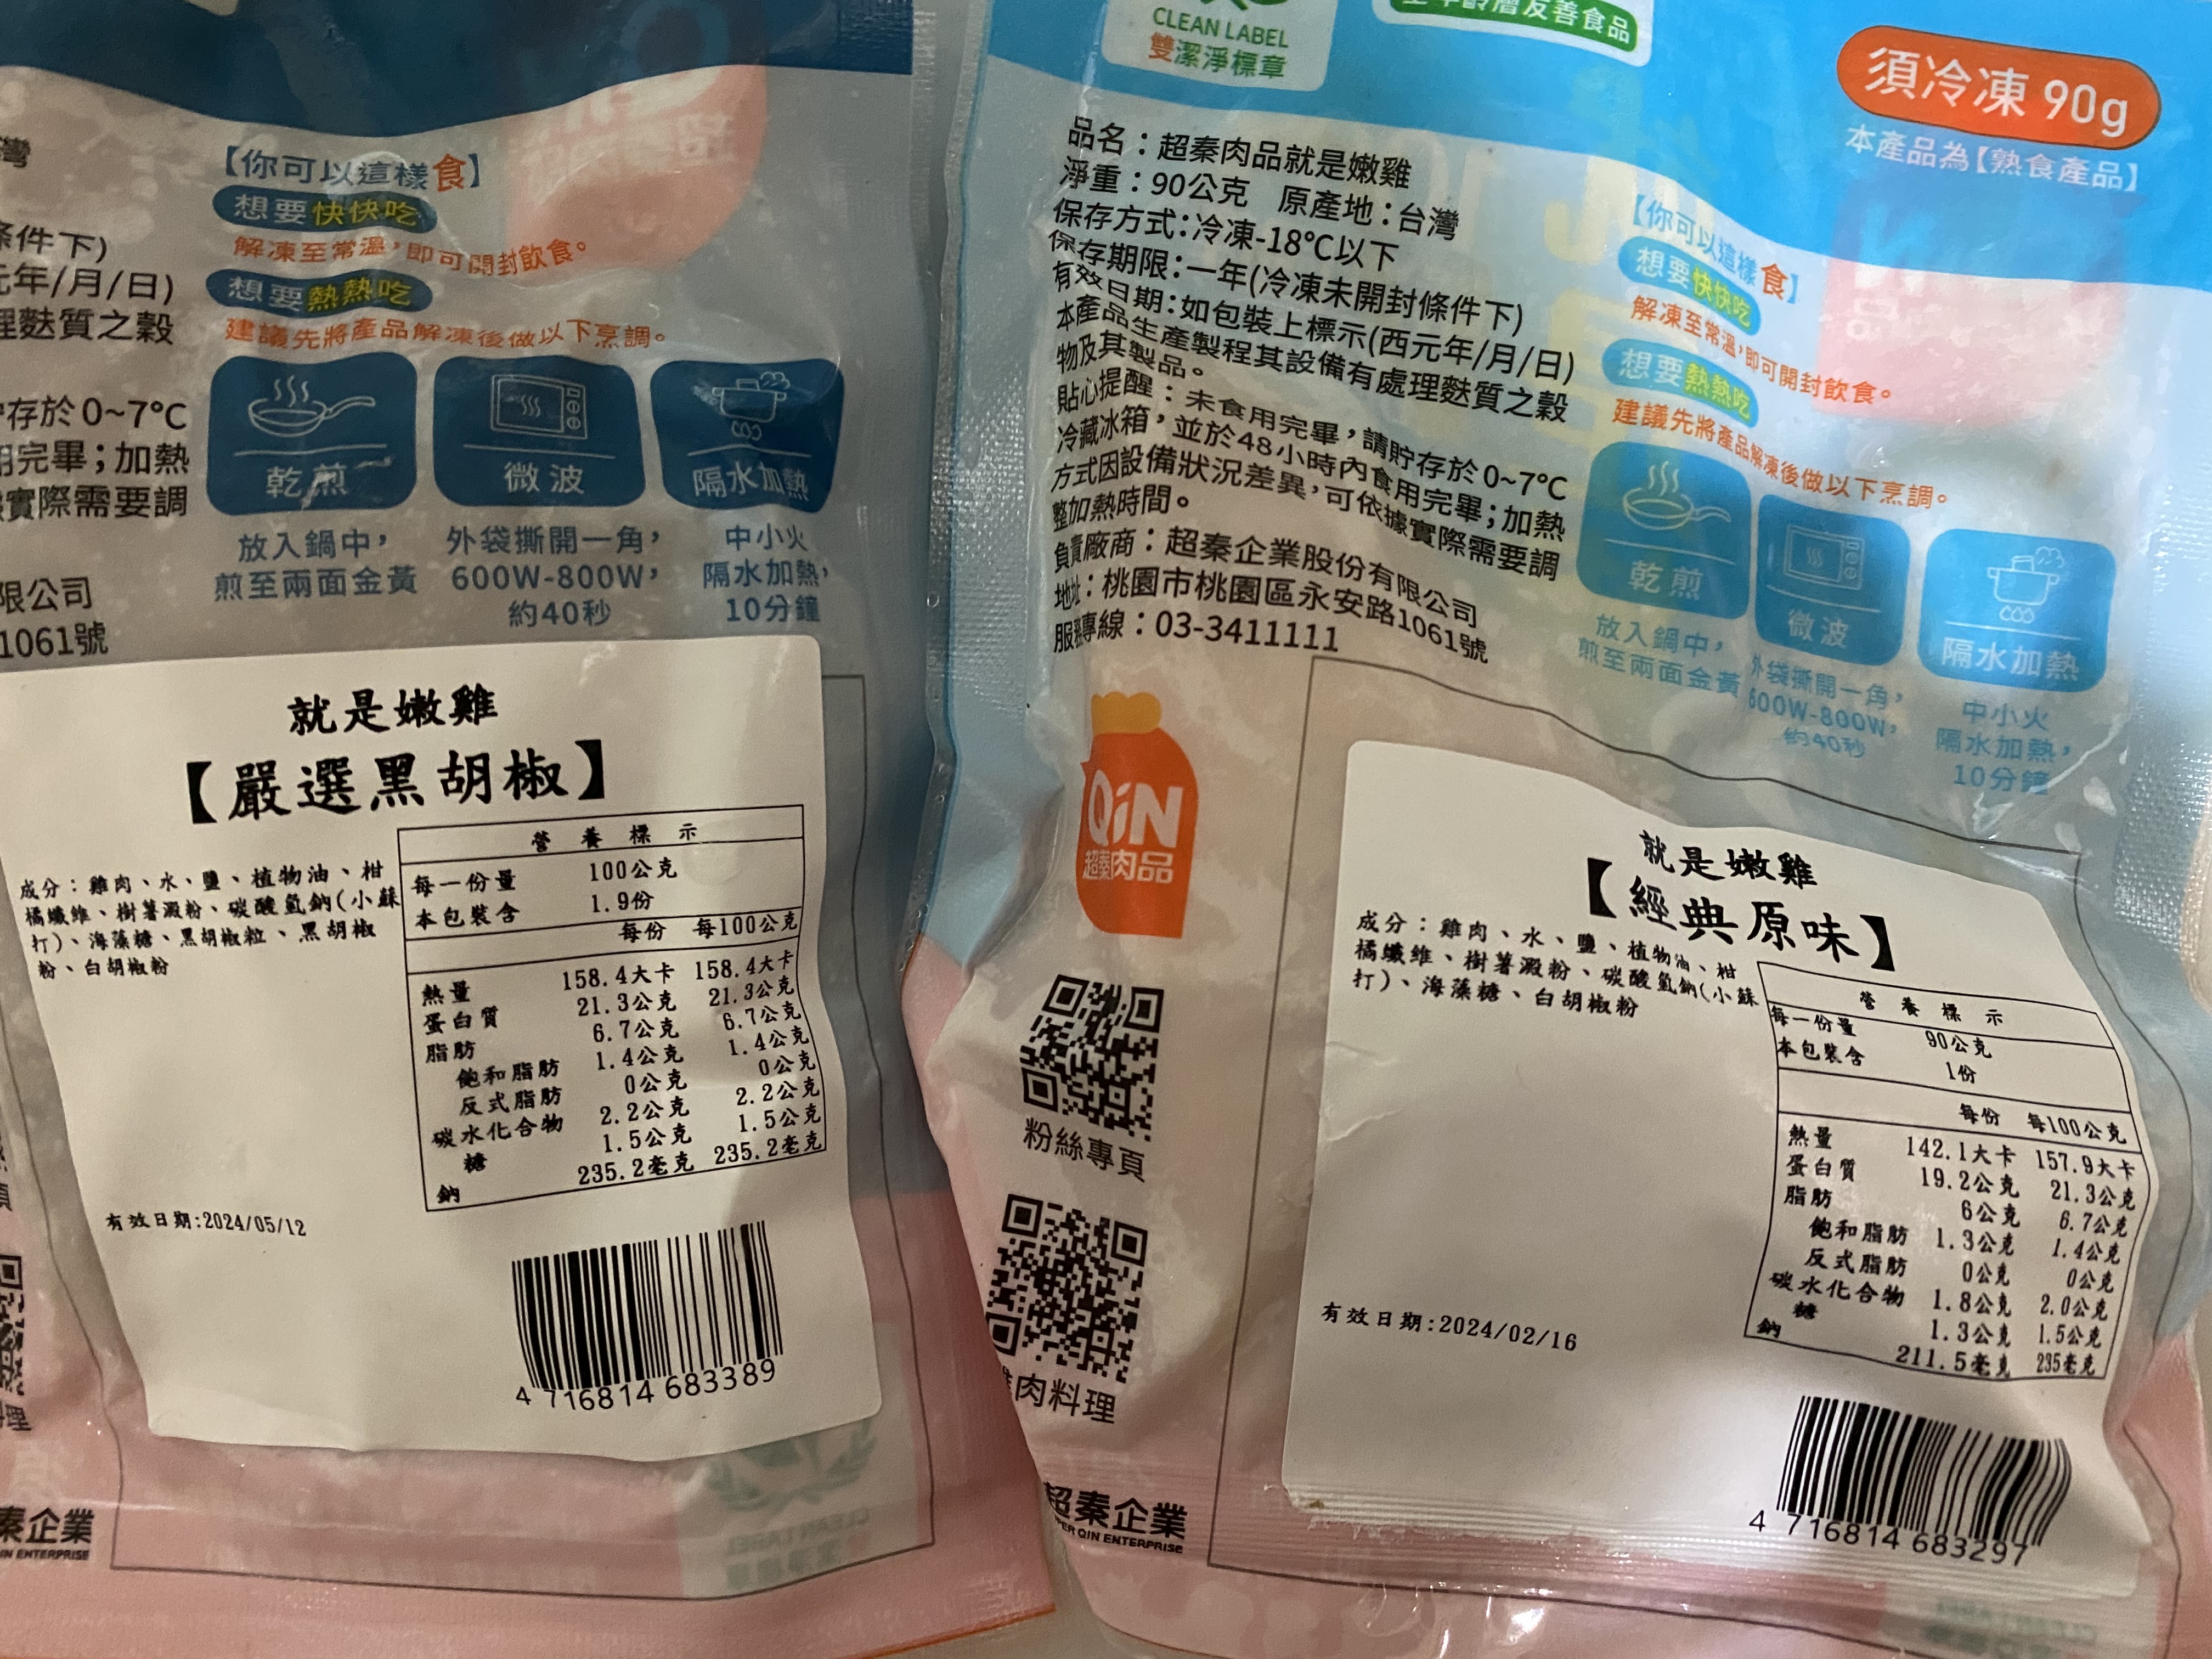 灣
【你可以這樣食】
想要快快吃
解凍至常溫，即可開封飲食。
條件下)
元年/月/日)
想要熱熱吃
理麩質之穀
建議先將產品解凍後做以下烹調。
貯存於0~7°C
用完畢；加熱
據實際需要調
乾煎
微波
隔水加熱
放入鍋中，
煎至兩面金黃
外袋撕開一角，
600W-800W，
約40秒
中小火
隔水加熱，
10分鐘
限公司
1061號
就是嫩雞
【嚴選黑胡椒】
成分：雞肉、水、鹽、植物油、柑
橘纖維、樹薯澱粉、碳酸氫鈉(小蘇
打)、海藻糖、黑胡椒粒、黑胡椒
粉、白胡椒粉
營養標示
每一份量 100公克
本包裝含 1.9份
每份 每100公克
熱量 158.4大卡 158.4大卡
蛋白質 21.3公克 21.3公克
脂肪 6.7公克 6.7公克
飽和脂肪 1.4公克 1.4公克
反式脂肪 0公克 0公克
碳水化合物 2.2公克 2.2公克
糖 1.5公克 1.5公克
鈉 235.2毫克 235.2毫克
有效日期:2024/05/12
4 716814 683389
理
秦企業
IN ENTERPRISE
CLEAN LABEL
雙潔淨標章
年齡層友善食品
須冷凍 90g
本產品為【熟食產品】
品名：超秦肉品就是嫩雞
淨重：90公克 原產地：台灣
保存方式：冷凍-18°C以下
保存期限：一年(冷凍未開封條件下)
有效日期：如包裝上標示(西元年/月/日)
本產品生產製程其設備有處理麩質之穀
物及其製品。
貼心提醒：未食用完畢，請貯存於0~7°C
冷藏冰箱，並於48小時內食用完畢；加熱
方式因設備狀況差異，可依據實際需要調
整加熱時間。
負責廠商：超秦企業股份有限公司
地址：桃園市桃園區永安路1061號
服務專線：03-3411111
【你可以這樣食】
想要快快吃
解凍至常溫，即可開封飲食。
想要熱熱吃
建議先將產品解凍後做以下烹調。
乾煎
微波
隔水加熱
放入鍋中，
煎至兩面金黃
外袋撕開一角，
600W-800W，
約40秒
中小火
隔水加熱，
10分鐘
QiN
超秦肉品
粉絲專頁
肉料理
超秦企業
PER QIN ENTERPRISE
就是嫩雞
【經典原味】
成分：雞肉、水、鹽、植物油、柑
橘纖維、樹薯澱粉、碳酸氫鈉(小蘇
打)、海藻糖、白胡椒粉
營養標示
每一份量 90公克
本包裝含 1份
每份 每100公克
熱量 142.1大卡 157.9大卡
蛋白質 19.2公克 21.3公克
脂肪 6公克 6.7公克
飽和脂肪 1.3公克 1.4公克
反式脂肪 0公克 0公克
碳水化合物 1.8公克 2.0公克
糖 1.3公克 1.5公克
鈉 211.5毫克 235毫克
有效日期:2024/02/16
4 716814 683297